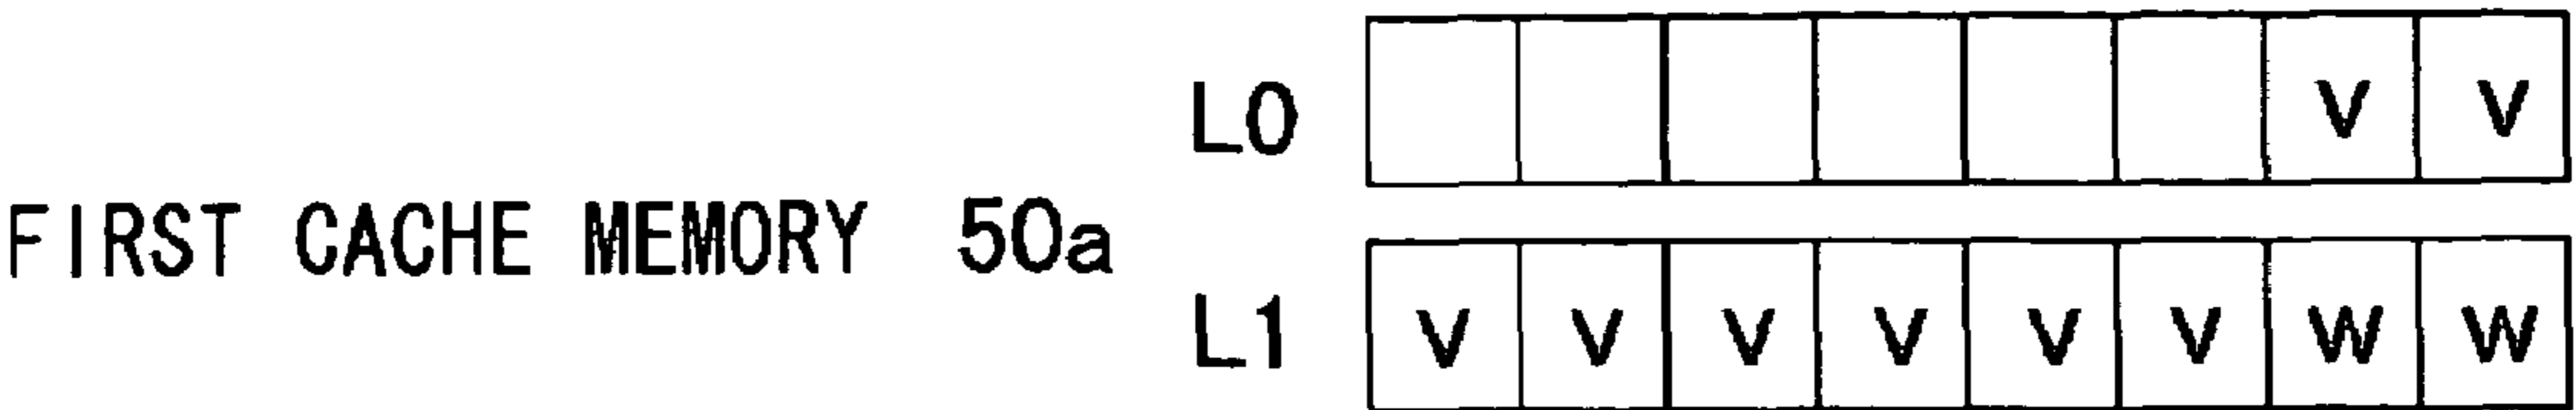 L0 V V
FIRST CACHE MEMORY 50a
L1 V V V V V V W W